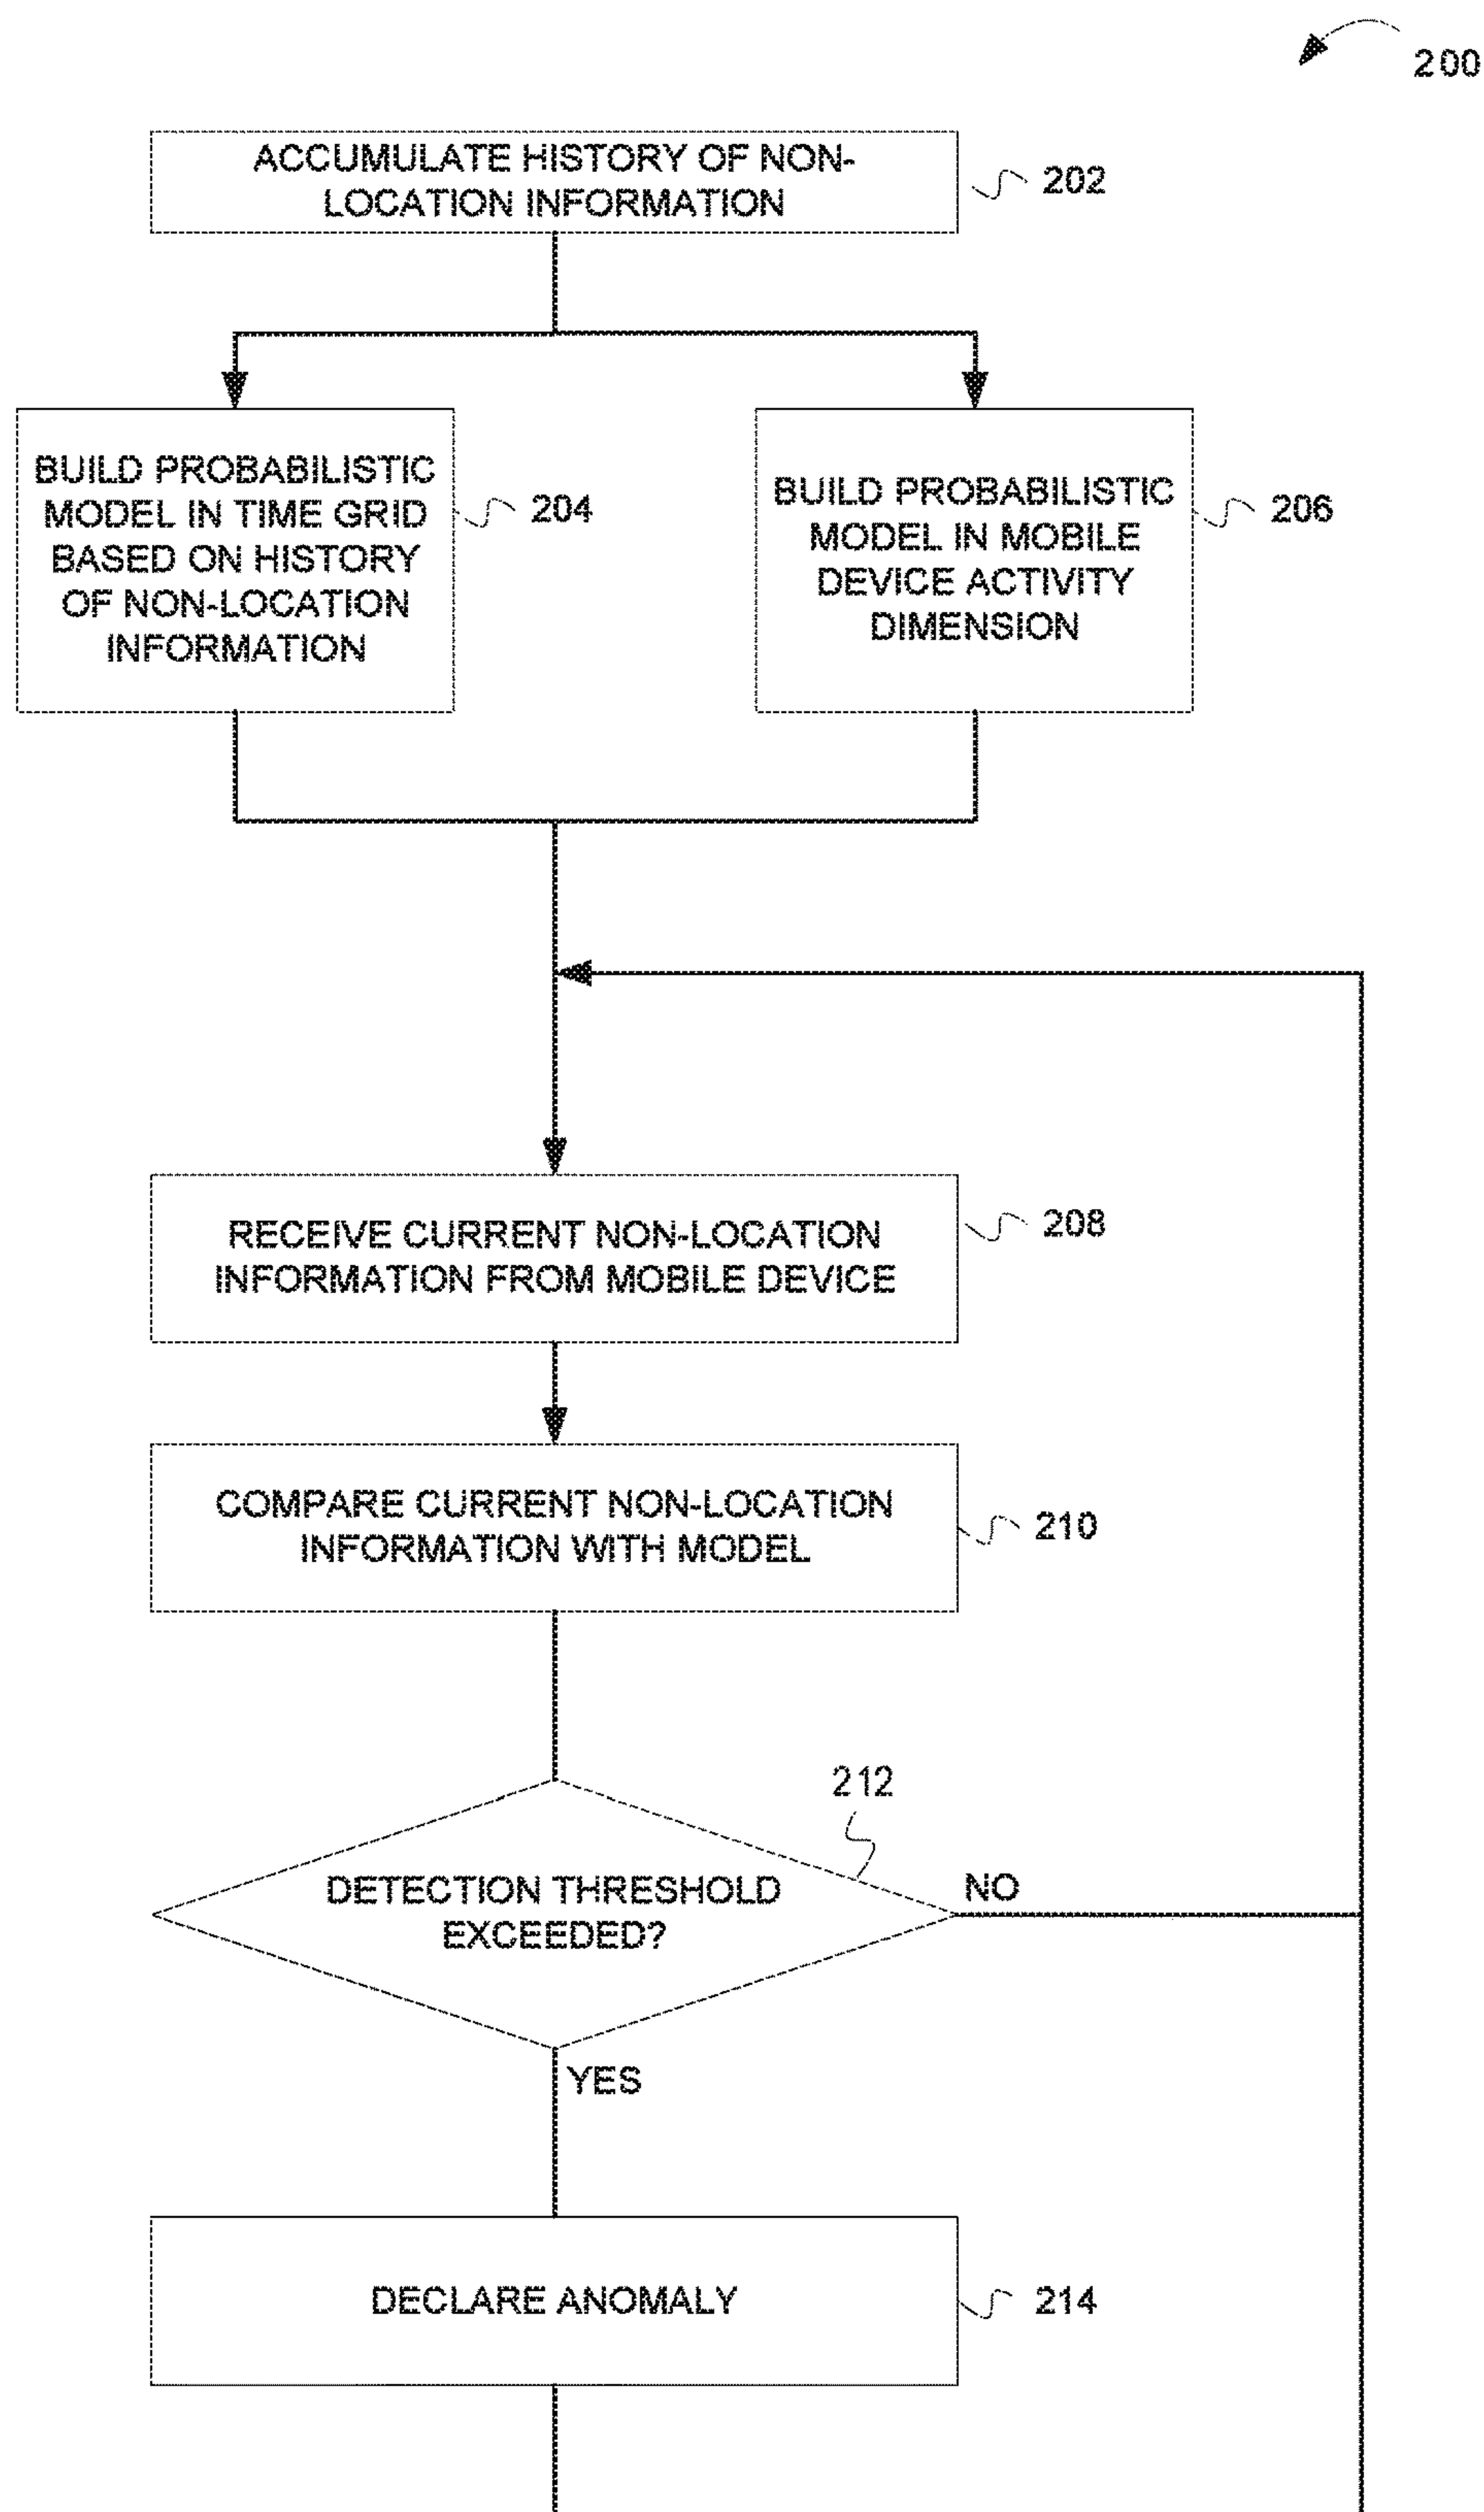 200
ACCUMULATE HISTORY OF NON-
LOCATION INFORMATION
202
BUILD PROBABILISTIC
MODEL IN TIME GRID
BASED ON HISTORY
OF NON-LOCATION
INFORMATION
204
BUILD PROBABILISTIC
MODEL IN MOBILE
DEVICE ACTIVITY
DIMENSION
206
RECEIVE CURRENT NON-LOCATION
INFORMATION FROM MOBILE DEVICE
208
COMPARE CURRENT NON-LOCATION
INFORMATION WITH MODEL
210
212
DETECTION THRESHOLD
EXCEEDED?
NO
YES
DECLARE ANOMALY
214